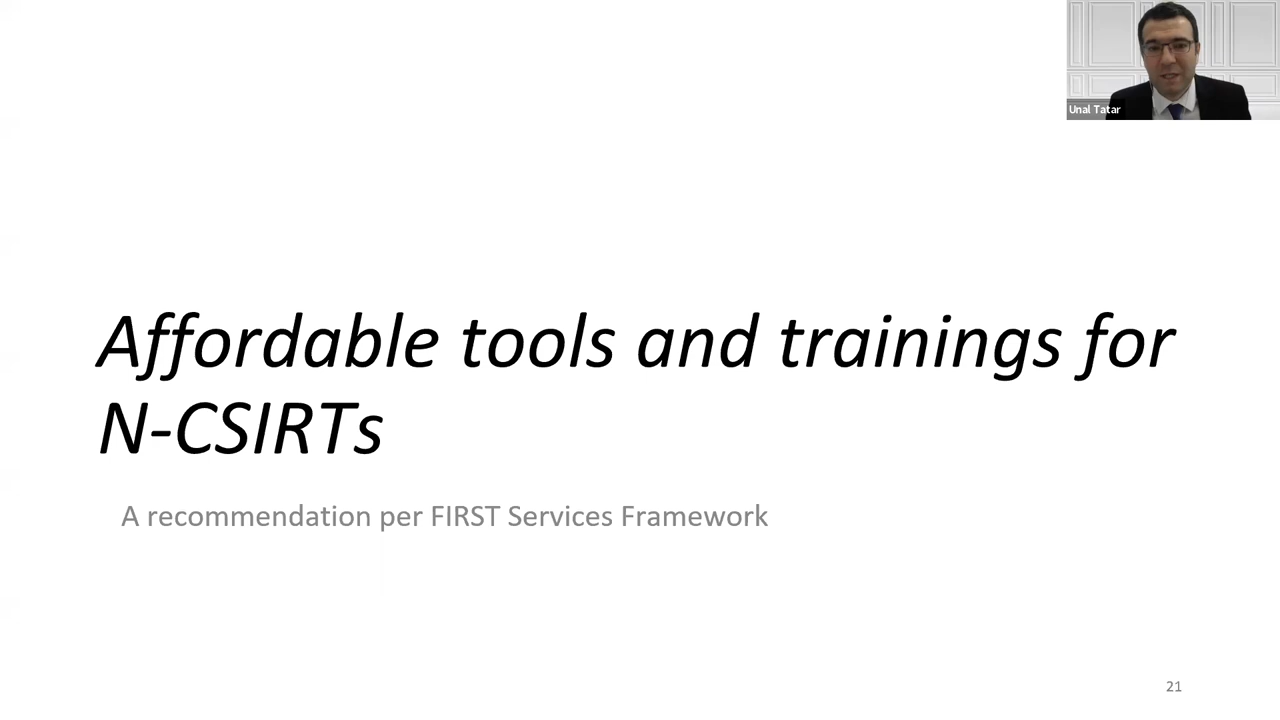 Unal Tatar
Affordable tools and trainings for
N-CSIRTs
A recommendation per FIRST Services Framework
21